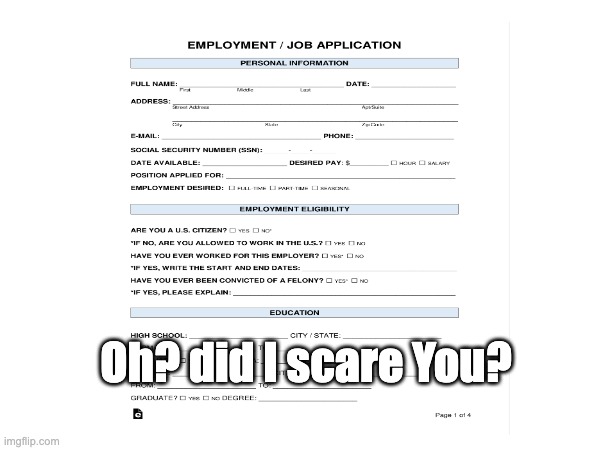 EMPLOYMENT / JOB APPLICATION
PERSONAL INFORMATION
FULL NAME: DATE:
First Middle Last
ADDRESS:
Street Address Apt/Suite
City State Zip Code
E-MAIL: PHONE:
SOCIAL SECURITY NUMBER (SSN): - -
DATE AVAILABLE: DESIRED PAY: $ ☐ HOUR ☐ SALARY
POSITION APPLIED FOR:
EMPLOYMENT DESIRED: ☐ FULL-TIME ☐ PART-TIME ☐ SEASONAL
EMPLOYMENT ELIGIBILITY
ARE YOU A U.S. CITIZEN? ☐ YES ☐ NO*
*IF NO, ARE YOU ALLOWED TO WORK IN THE U.S.? ☐ YES ☐ NO
HAVE YOU EVER WORKED FOR THIS EMPLOYER? ☐ YES* ☐ NO
*IF YES, WRITE THE START AND END DATES:
HAVE YOU EVER BEEN CONVICTED OF A FELONY? ☐ YES* ☐ NO
*IF YES, PLEASE EXPLAIN:
EDUCATION
HIGH SCHOOL: CITY / STATE:
Oh? did I scare You?
FROM: TO:
GRADUATE? ☐ YES ☐ NO DEGREE:
Page 1 of 4
imgflip.com